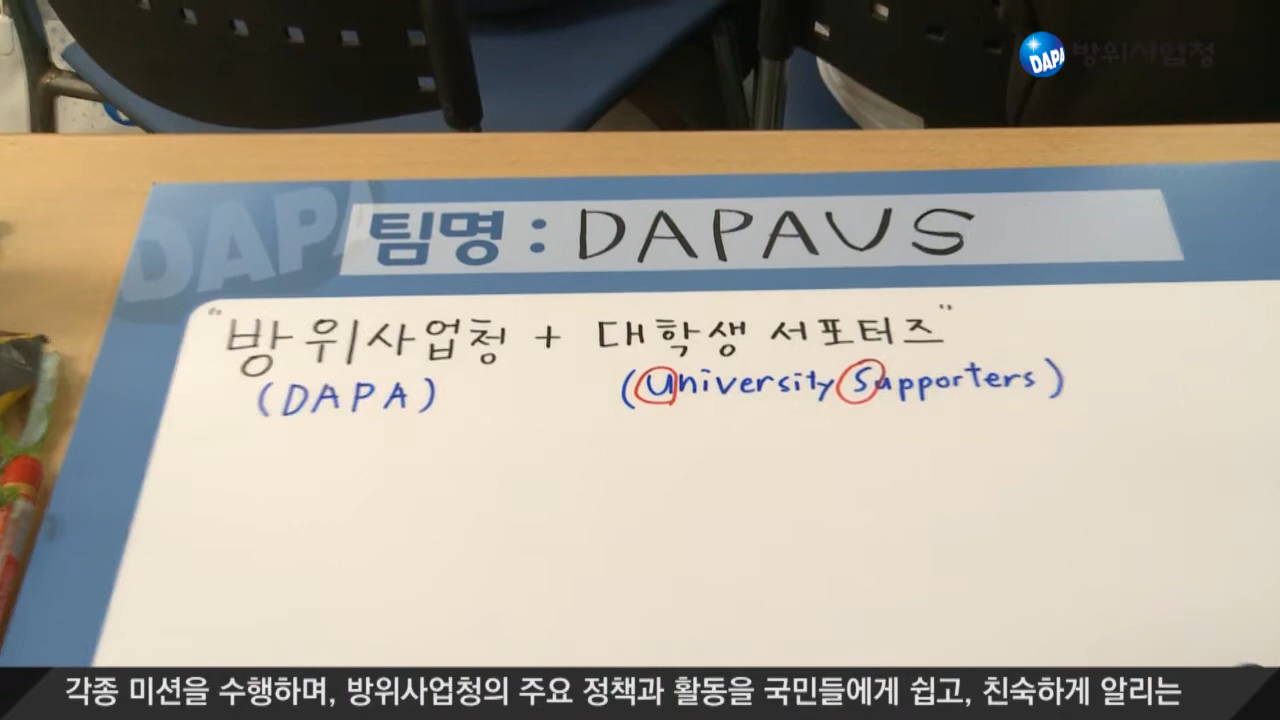 DAPA 방위사업청
DAPA
팀명 : DAPAUS
"방위사업청 + 대학생 서포터즈"
(DAPA) (University Supporters)
각종 미션을 수행하며, 방위사업청의 주요 정책과 활동을 국민들에게 쉽고, 친숙하게 알리는